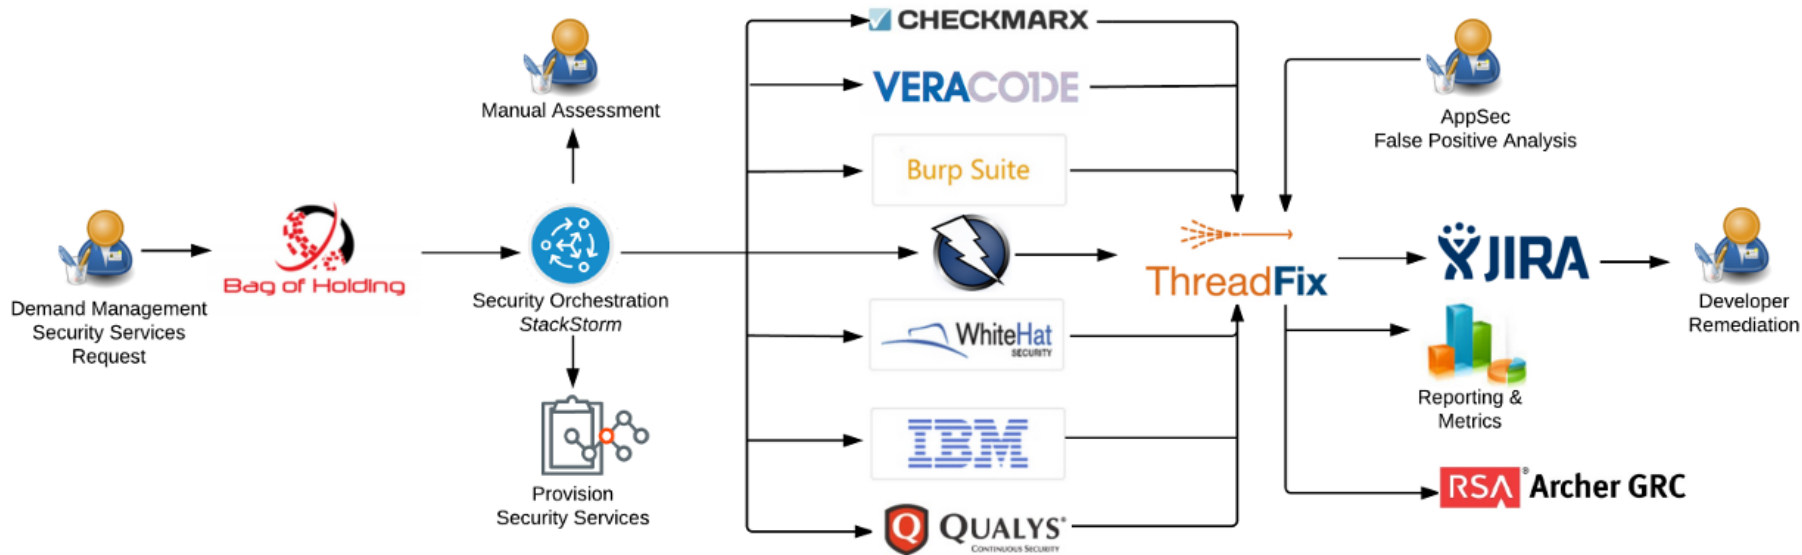 Demand Management
Security Services
Request
Bag of Holding
Manual Assessment
Security Orchestration
StackStorm
Provision
Security Services
CHECKMARX
VERACODE
Burp Suite
WhiteHat
SECURITY
IBM
QUALYS®
CONTINUOUS SECURITY
ThreadFix
AppSec
False Positive Analysis
JIRA
Developer
Remediation
Reporting &
Metrics
RSA® Archer GRC